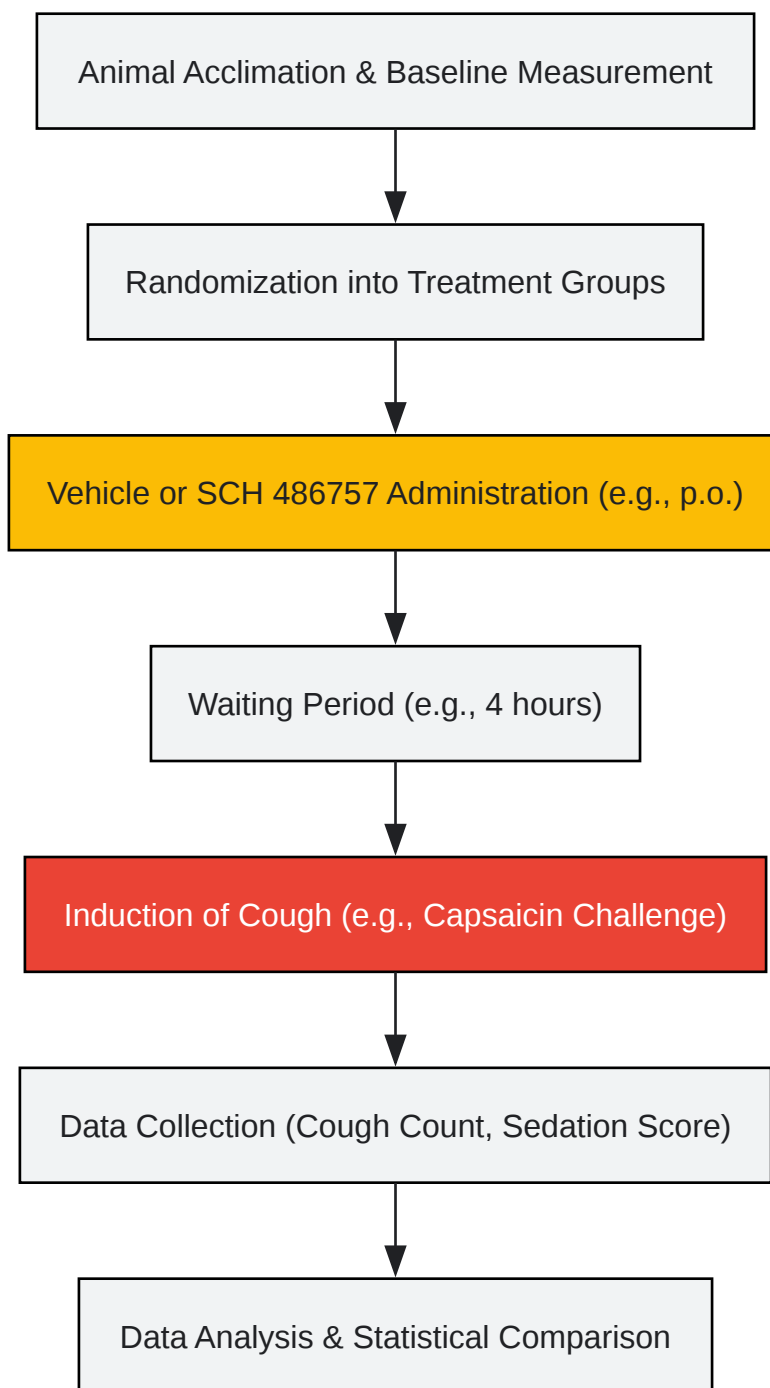 Animal Acclimation & Baseline Measurement
Randomization into Treatment Groups
Vehicle or SCH 486757 Administration (e.g., p.o.)
Waiting Period (e.g., 4 hours)
Induction of Cough (e.g., Capsaicin Challenge)
Data Collection (Cough Count, Sedation Score)
Data Analysis & Statistical Comparison